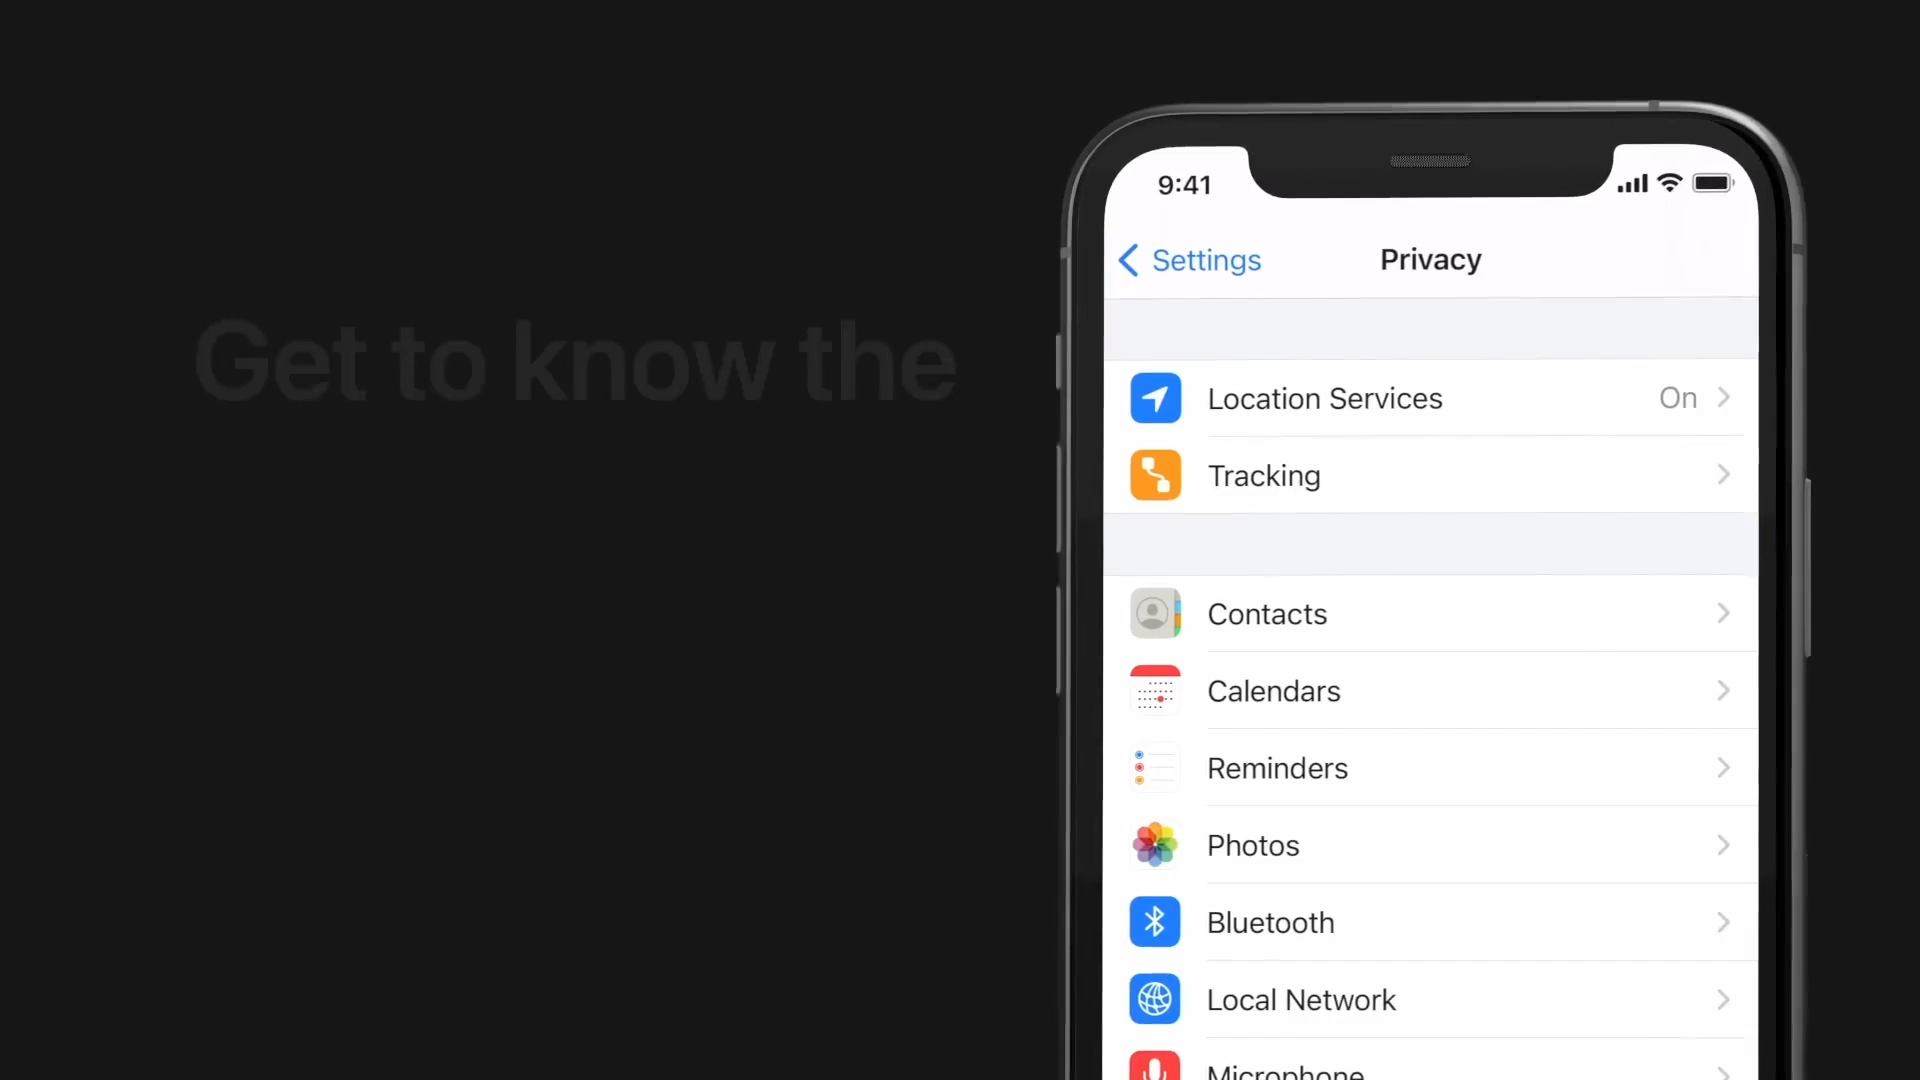 Get to know the
9:41
Settings
Privacy
Location Services
On
Tracking
Contacts
Calendars
Reminders
Photos
Bluetooth
Local Network
Microphone